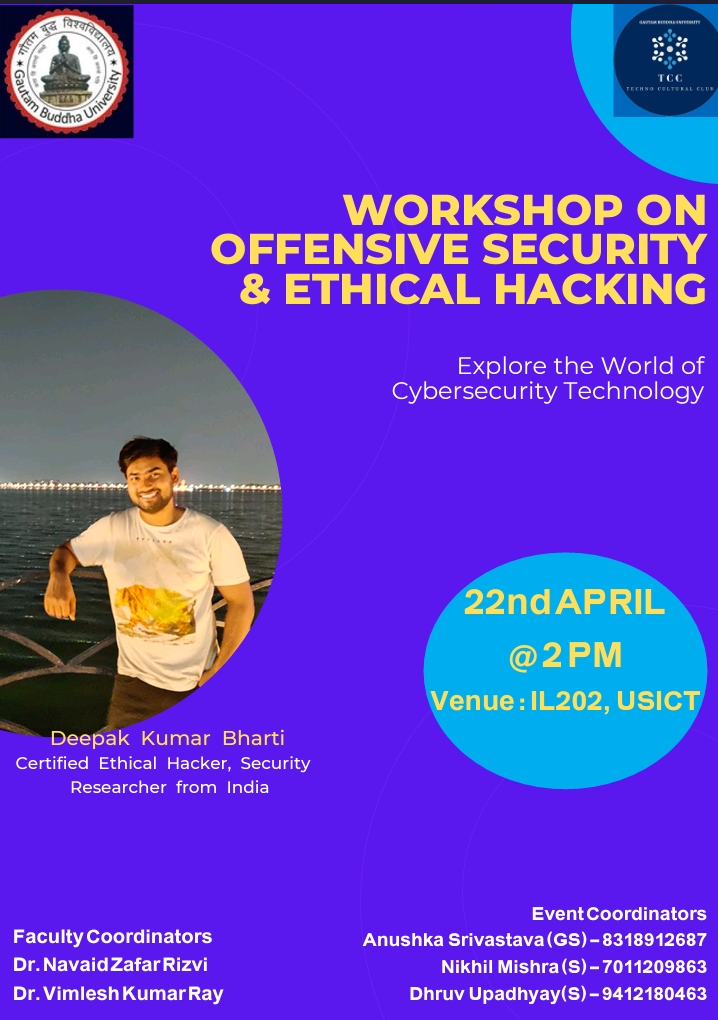 गौतम बुद्ध विश्वविद्यालय
Gautam Buddha University
GAUTAM BUDDHA UNIVERSITY
TCC
TECHNO CULTURAL CLUB
WORKSHOP ON
OFFENSIVE SECURITY
& ETHICAL HACKING
Explore the World of
Cybersecurity Technology
22nd APRIL
@ 2 PM
Venue : IL202, USICT
Deepak Kumar Bharti
Certified Ethical Hacker, Security
Researcher from India
Faculty Coordinators
Dr. Navaid Zafar Rizvi
Dr. Vimlesh Kumar Ray
Event Coordinators
Anushka Srivastava (GS) – 8318912687
Nikhil Mishra (S) – 7011209863
Dhruv Upadhyay(S) – 9412180463